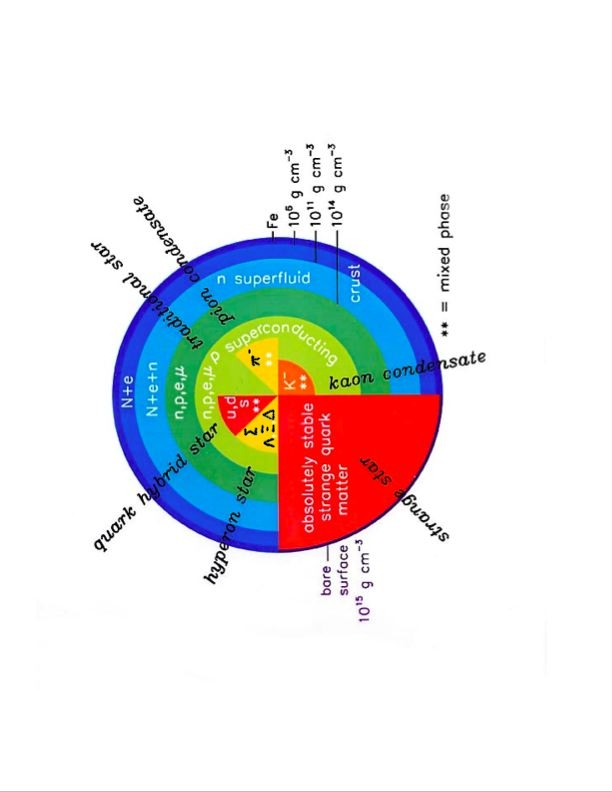 Fe
10⁶ g cm⁻³
10¹¹ g cm⁻³
10¹⁴ g cm⁻³
** = mixed phase
pion condensate
traditional star
quark hybrid star
hyperon star
kaon condensate
strange star
N+e
N+e+n
n,p,e,μ
n,p,e,μ
n superfluid
crust
p superconducting
π⁻
**
K⁻
**
u,d
s
**
Σ
Λ Ξ Δ
absolutely stable
strange quark
matter
bare
surface
10¹⁵ g cm⁻³